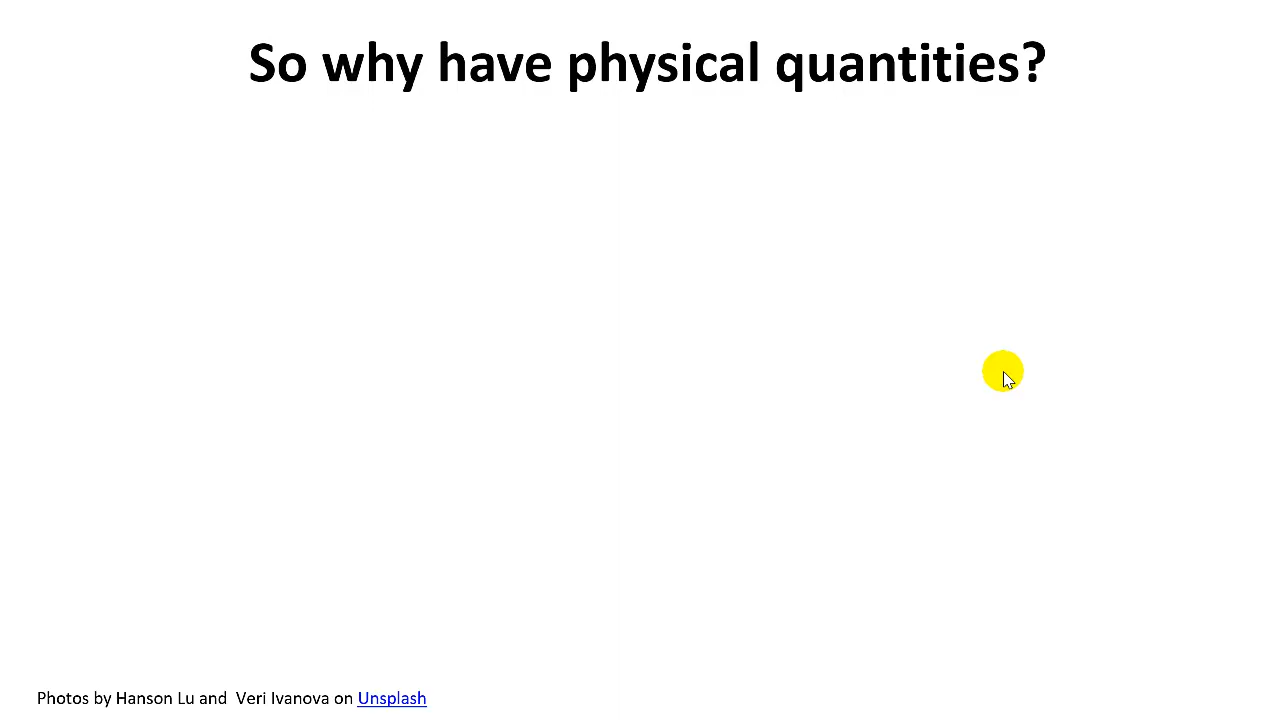 So why have physical quantities?
Photos by Hanson Lu and  Veri Ivanova on Unsplash